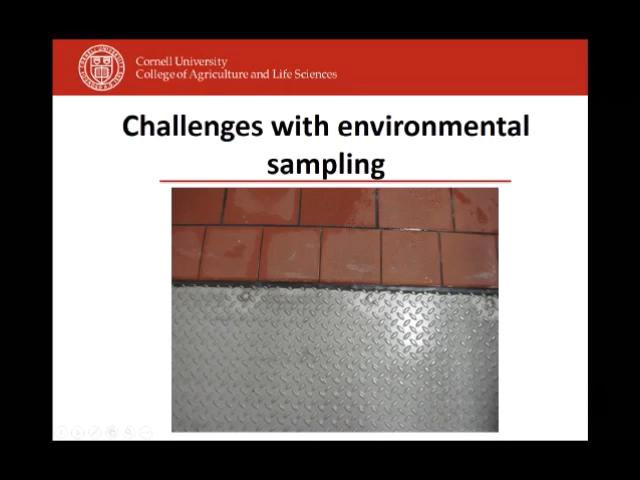 Cornell University
College of Agriculture and Life Sciences
Challenges with environmental
sampling